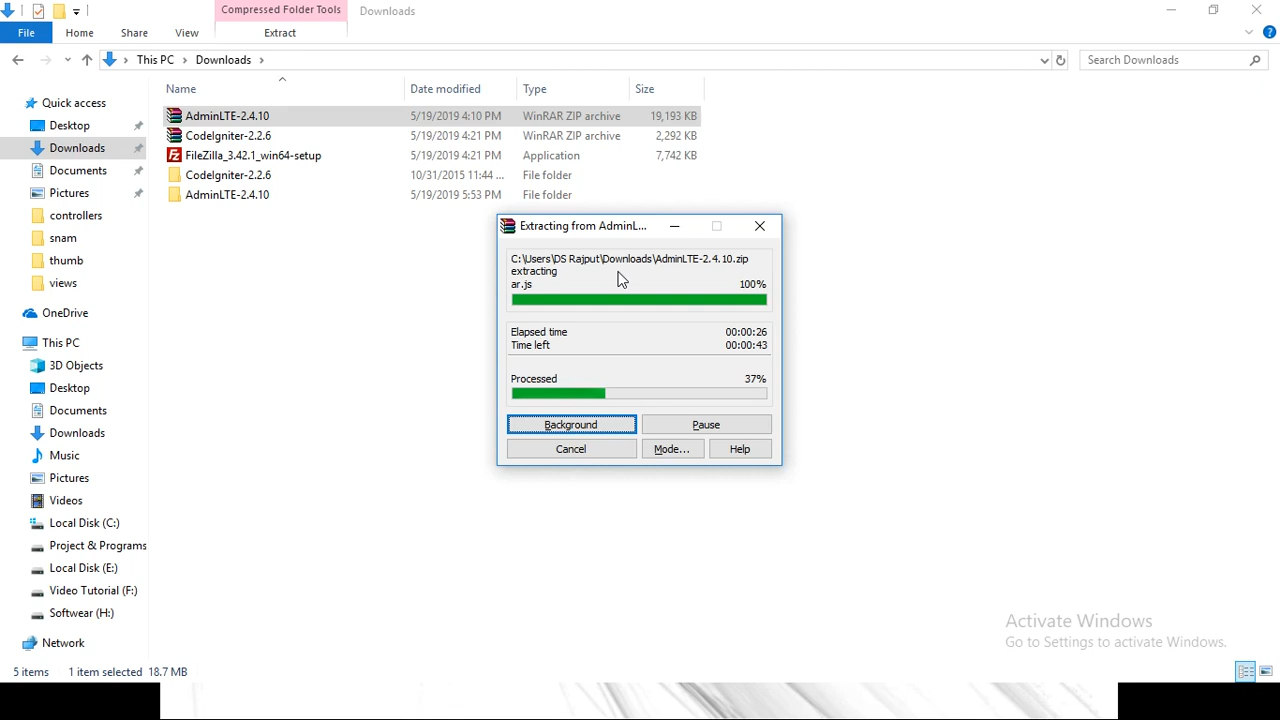 Compressed Folder Tools Downloads
File Home Share View Extract
This PC Downloads Search Downloads
Name Date modified Type Size
Quick access
Desktop
Downloads
Documents
Pictures
controllers
snam
thumb
views
OneDrive
This PC
3D Objects
Desktop
Documents
Downloads
Music
Pictures
Videos
Local Disk (C:)
Project & Programs
Local Disk (E:)
Video Tutorial (F:)
Softwear (H:)
Network
AdminLTE-2.4.10 5/19/2019 4:10 PM WinRAR ZIP archive 19,193 KB
CodeIgniter-2.2.6 5/19/2019 4:21 PM WinRAR ZIP archive 2,292 KB
FileZilla_3.42.1_win64-setup 5/19/2019 4:21 PM Application 7,742 KB
CodeIgniter-2.2.6 10/31/2015 11:44 ... File folder
AdminLTE-2.4.10 5/19/2019 5:53 PM File folder
Extracting from AdminL...
C:\Users\DS Rajput\Downloads\AdminLTE-2.4.10.zip
extracting
ar.js 100%
Elapsed time 00:00:26
Time left 00:00:43
Processed 37%
Background Pause
Cancel Mode... Help
Activate Windows
Go to Settings to activate Windows.
5 items 1 item selected 18.7 MB